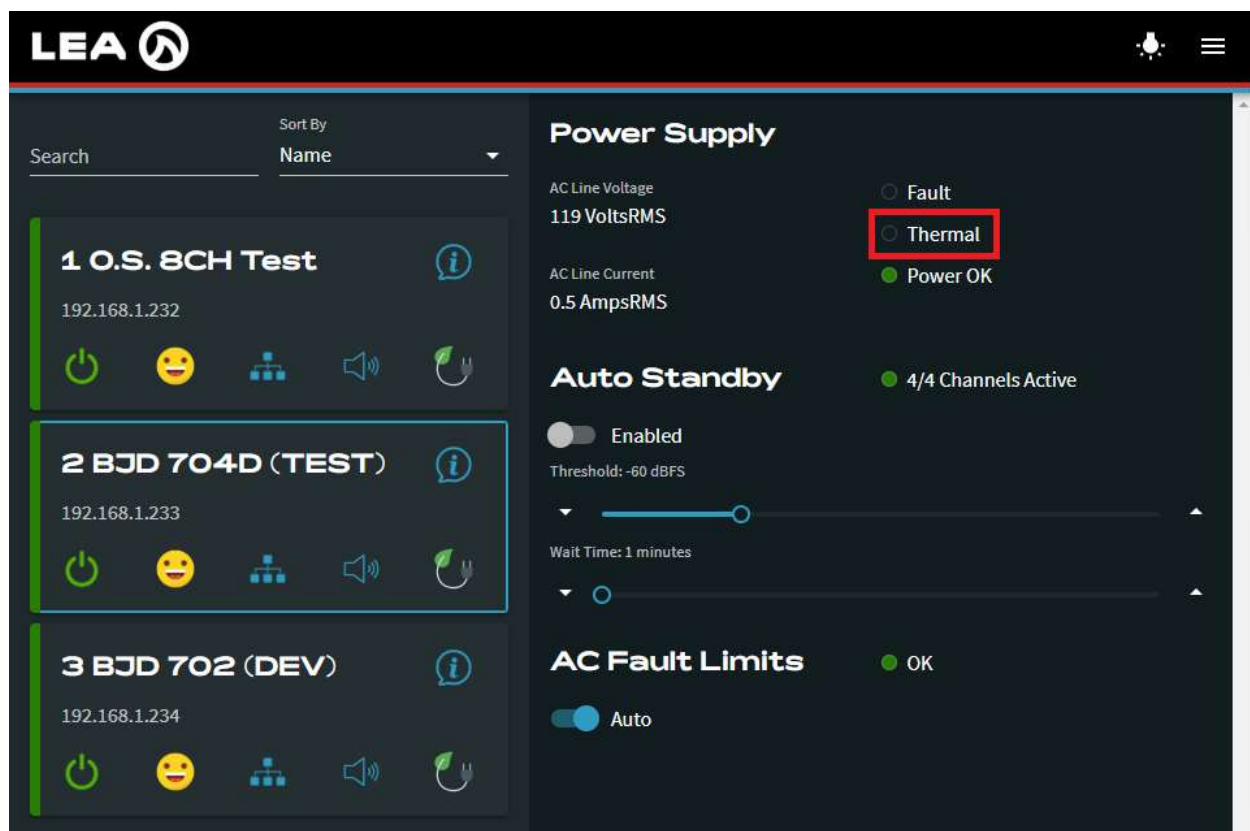 LEA
Search
Sort By
Name
1 O.S. 8CH Test
192.168.1.232
2 BJD 704D (TEST)
192.168.1.233
3 BJD 702 (DEV)
192.168.1.234
Power Supply
AC Line Voltage
119 VoltsRMS
Fault
Thermal
AC Line Current
0.5 AmpsRMS
Power OK
Auto Standby
4/4 Channels Active
Enabled
Threshold: -60 dBFS
Wait Time: 1 minutes
AC Fault Limits
OK
Auto